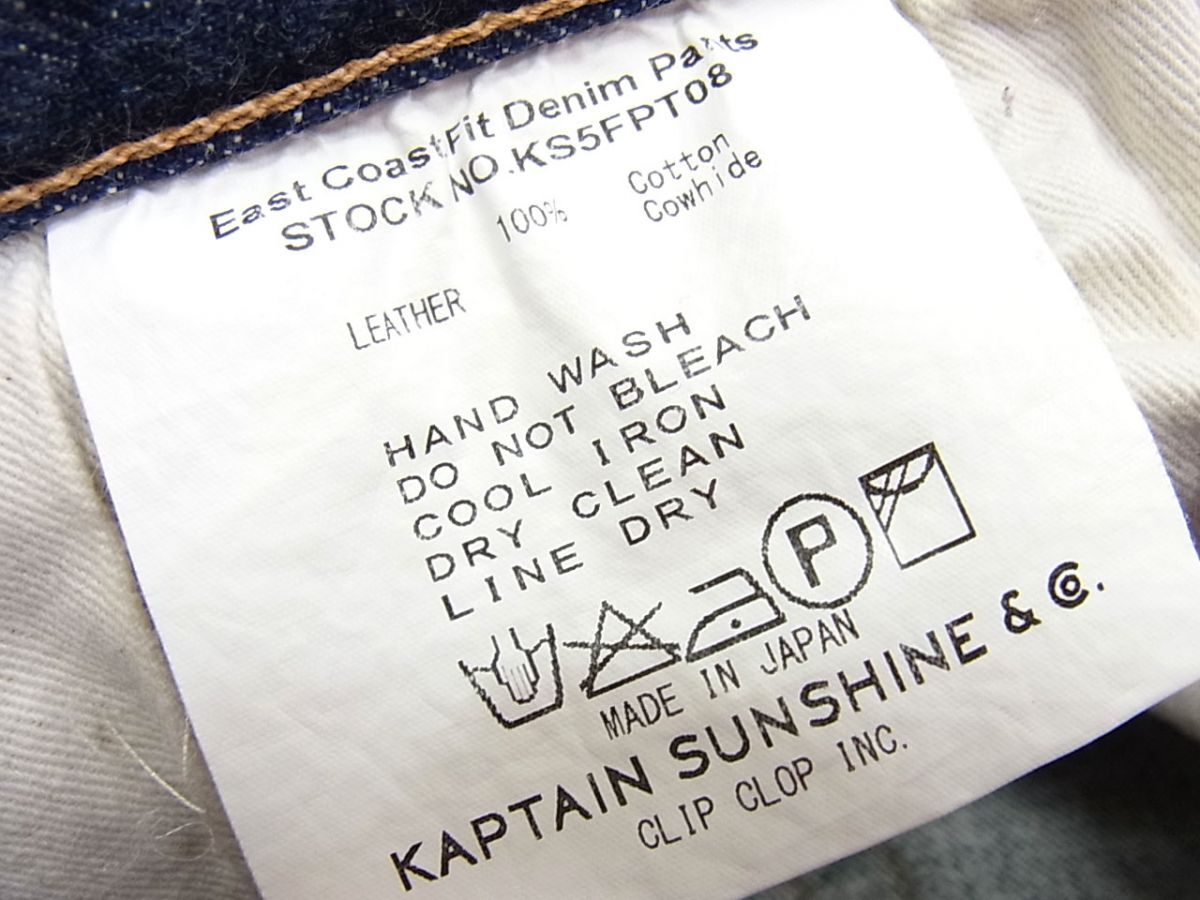 East CoastFit Denim Pants
STOCK NO.KS5FPT08
100% Cotton
LEATHER Cowhide
HAND WASH
DO NOT BLEACH
COOL IRON
DRY CLEAN
LINE DRY
P
MADE IN JAPAN
KAPTAIN SUNSHINE & Co.
CLIP CLOP INC.